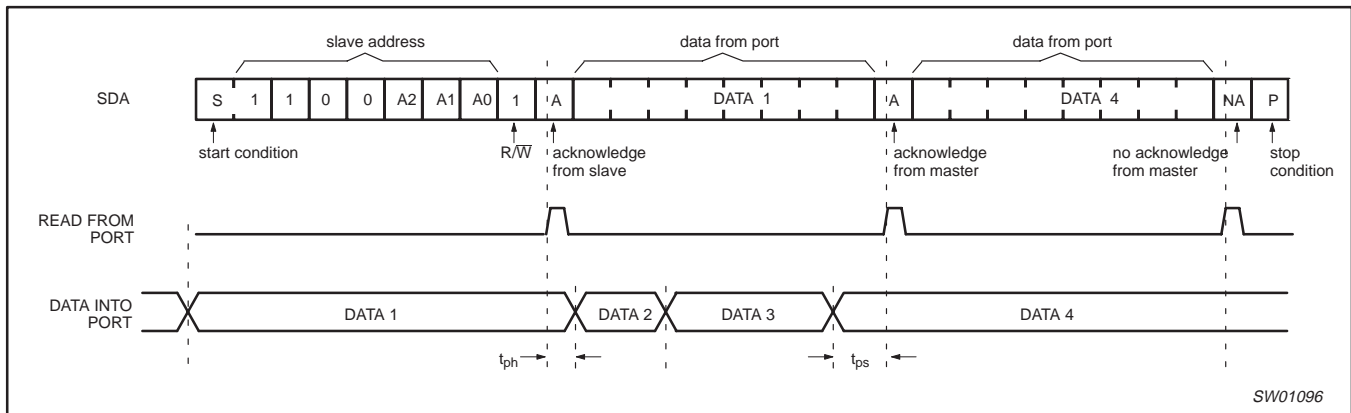 slave address
data from port
data from port
SDA
S 1 1 0 0 A2 A1 A0 1 A DATA 1 A DATA 4 NA P
start condition
R/W̅
acknowledge
from slave
acknowledge
from master
no acknowledge
from master
stop
condition
READ FROM
PORT
DATA INTO
PORT
DATA 1
DATA 2
DATA 3
DATA 4
tph
tps
SW01096